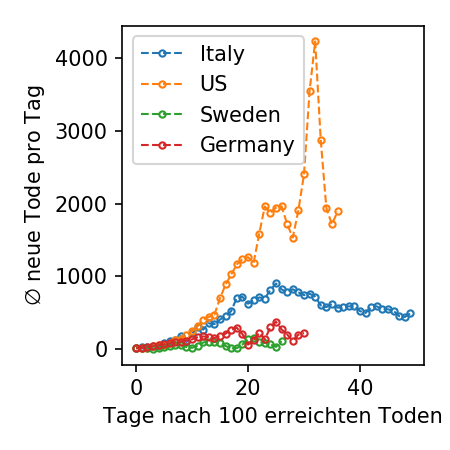 Italy
US
Sweden
Germany
4000
3000
2000
1000
0
∅ neue Tode pro Tag
0 20 40
Tage nach 100 erreichten Toden